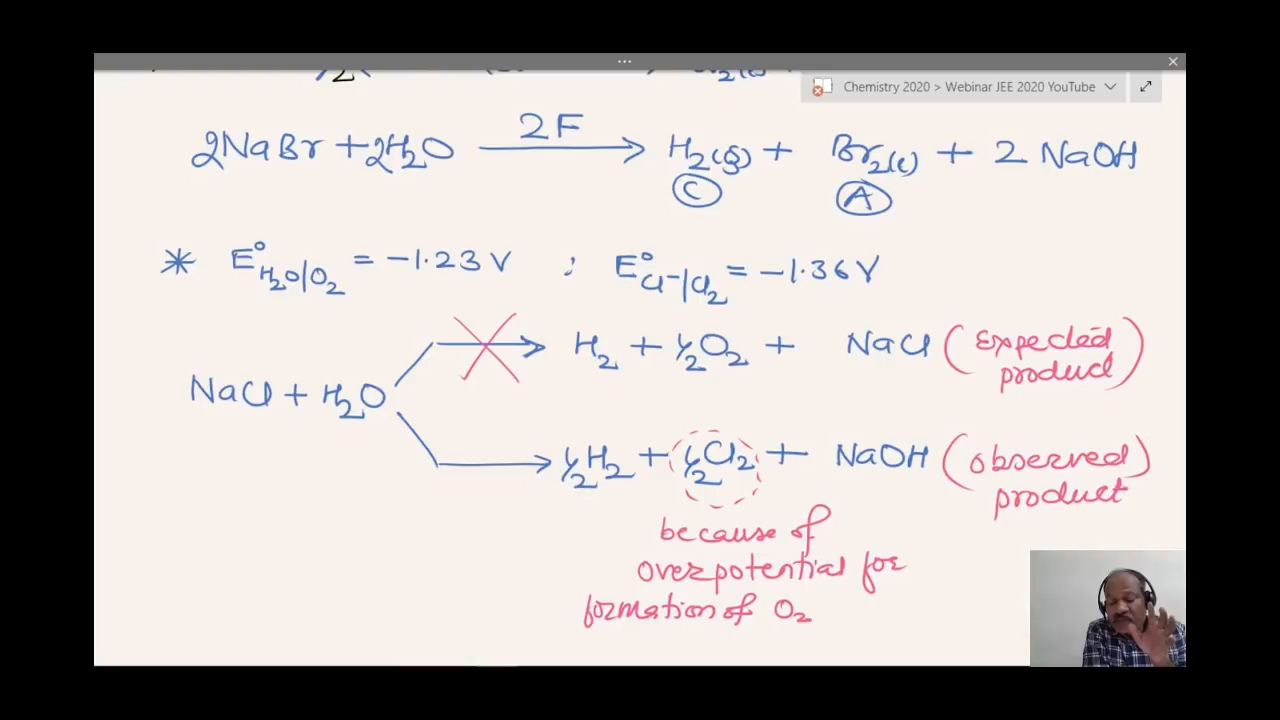 Chemistry 2020 > Webinar JEE 2020 YouTube
2NaBr + 2H₂O 2F → H₂(g) + Br₂(l) + 2 NaOH
C A
* E°H₂O|O₂ = -1.23 V ; E°Cl⁻|Cl₂ = -1.36V
→ H₂ + ½O₂ + NaCl (Expected
product)
NaCl + H₂O
→ ½H₂ + ½Cl₂ + NaOH (observed)
product
because of
overpotential for
formation of O₂